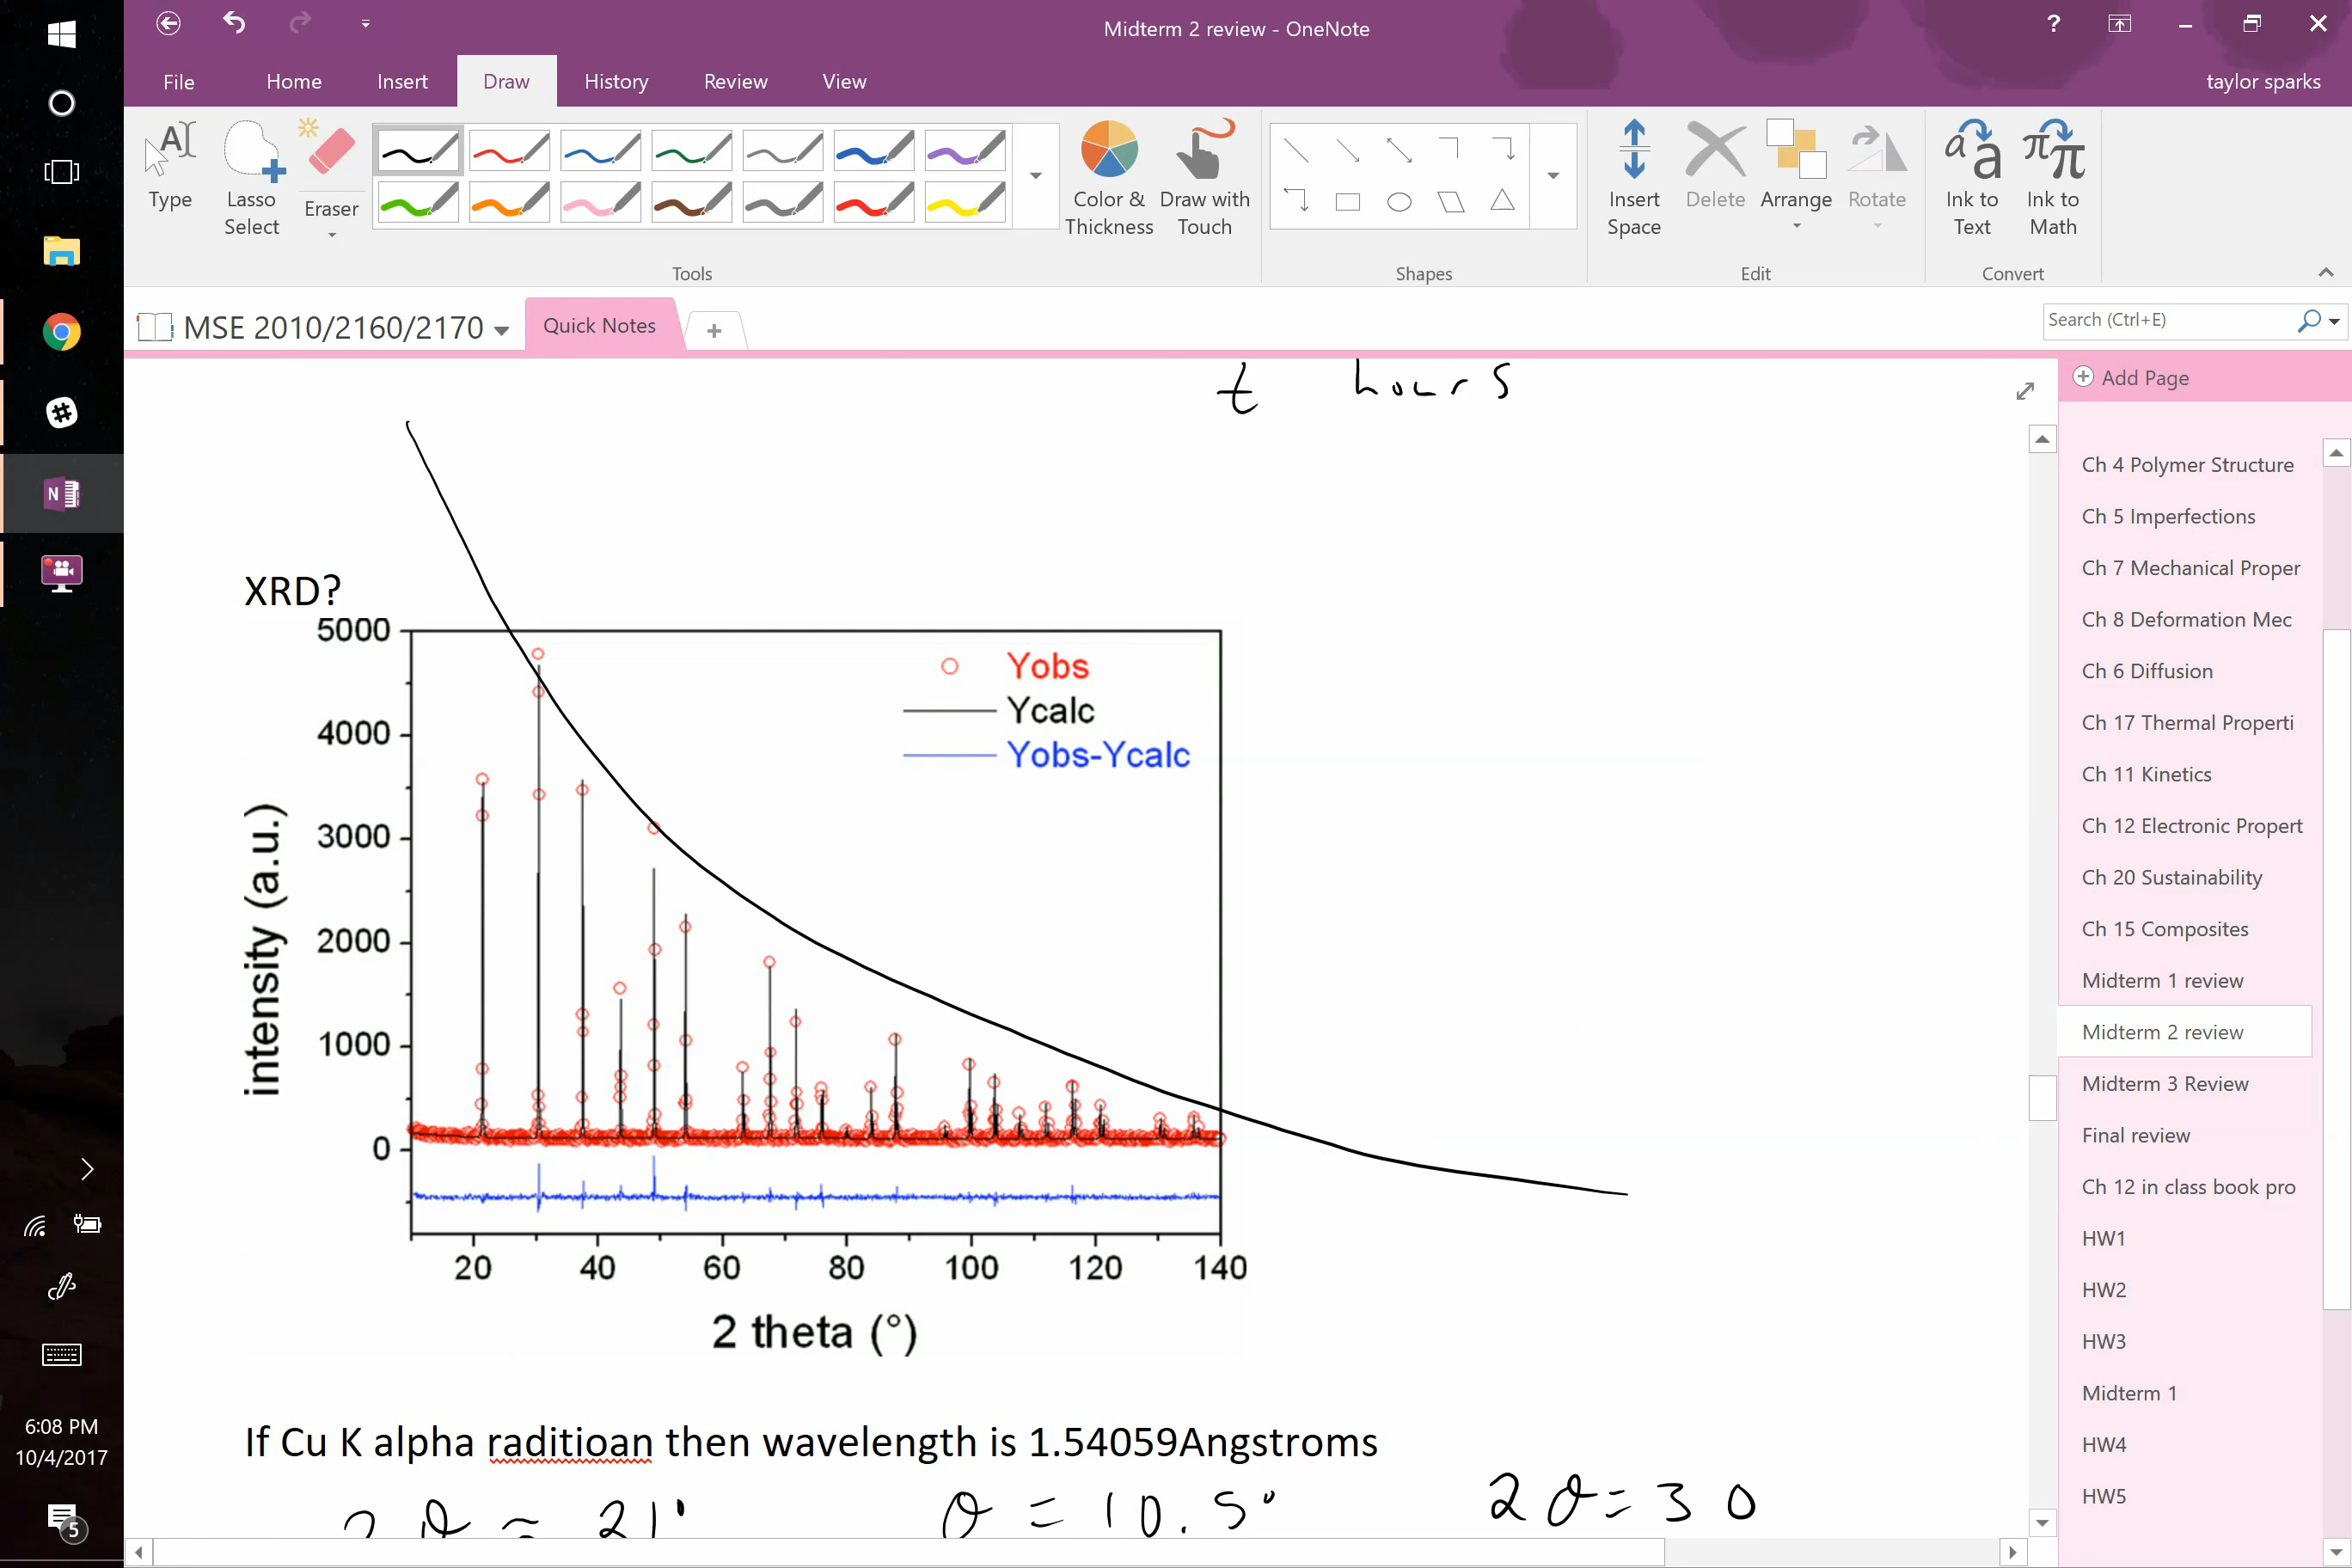 Midterm 2 review - OneNote
?
File Home Insert Draw History Review View
taylor sparks
Type
Lasso Select
Eraser
Color & Thickness
Draw with Touch
Insert Space
Delete
Arrange
Rotate
Ink to Text
Ink to Math
Tools
Shapes
Edit
Convert
MSE 2010/2160/2170
Quick Notes
Search (Ctrl+E)
Add Page
t hours
XRD?
5000
4000
3000
2000
1000
0
intensity (a.u.)
Yobs
Ycalc
Yobs-Ycalc
20 40 60 80 100 120 140
2 theta (°)
If Cu K alpha raditioan then wavelength is 1.54059Angstroms
2 θ ≈ 21° θ = 10.5° 2θ = 30
Ch 4 Polymer Structure
Ch 5 Imperfections
Ch 7 Mechanical Proper
Ch 8 Deformation Mec
Ch 6 Diffusion
Ch 17 Thermal Properti
Ch 11 Kinetics
Ch 12 Electronic Propert
Ch 20 Sustainability
Ch 15 Composites
Midterm 1 review
Midterm 2 review
Midterm 3 Review
Final review
Ch 12 in class book pro
HW1
HW2
HW3
Midterm 1
HW4
HW5
6:08 PM
10/4/2017
5